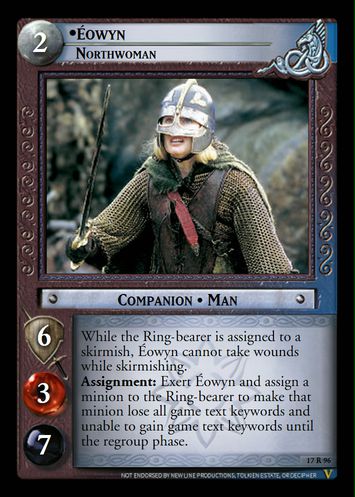 2
•Éowyn
Northwoman
Companion • Man
6
3
7
While the Ring-bearer is assigned to a
skirmish, Éowyn cannot take wounds
while skirmishing.
Assignment: Exert Éowyn and assign a
minion to the Ring-bearer to make that
minion lose all game text keywords and
unable to gain game text keywords until
the regroup phase.
17 R 96
NOT ENDORSED BY NEW LINE PRODUCTIONS, TOLKIEN ESTATE, OR DECIPHER
V